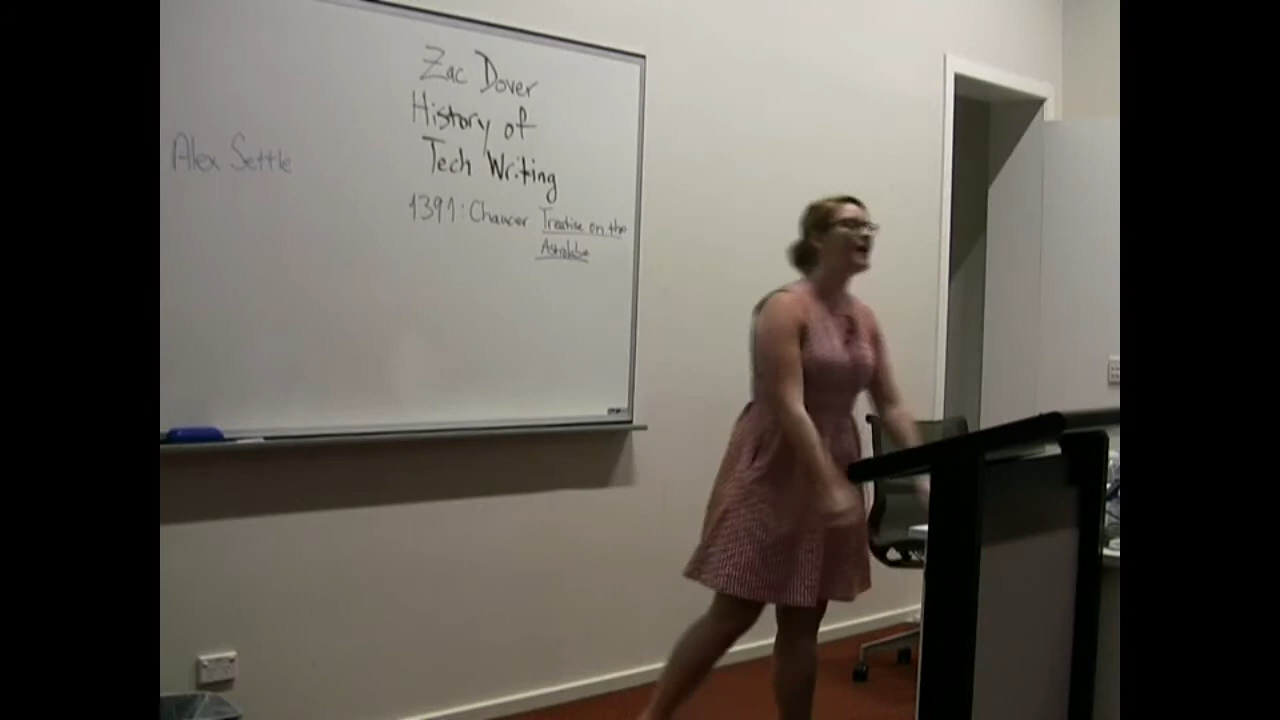 Zac Dover
History of
Tech Writing
Alex Settle
1391: Chaucer Treatise on the
Astrolabe